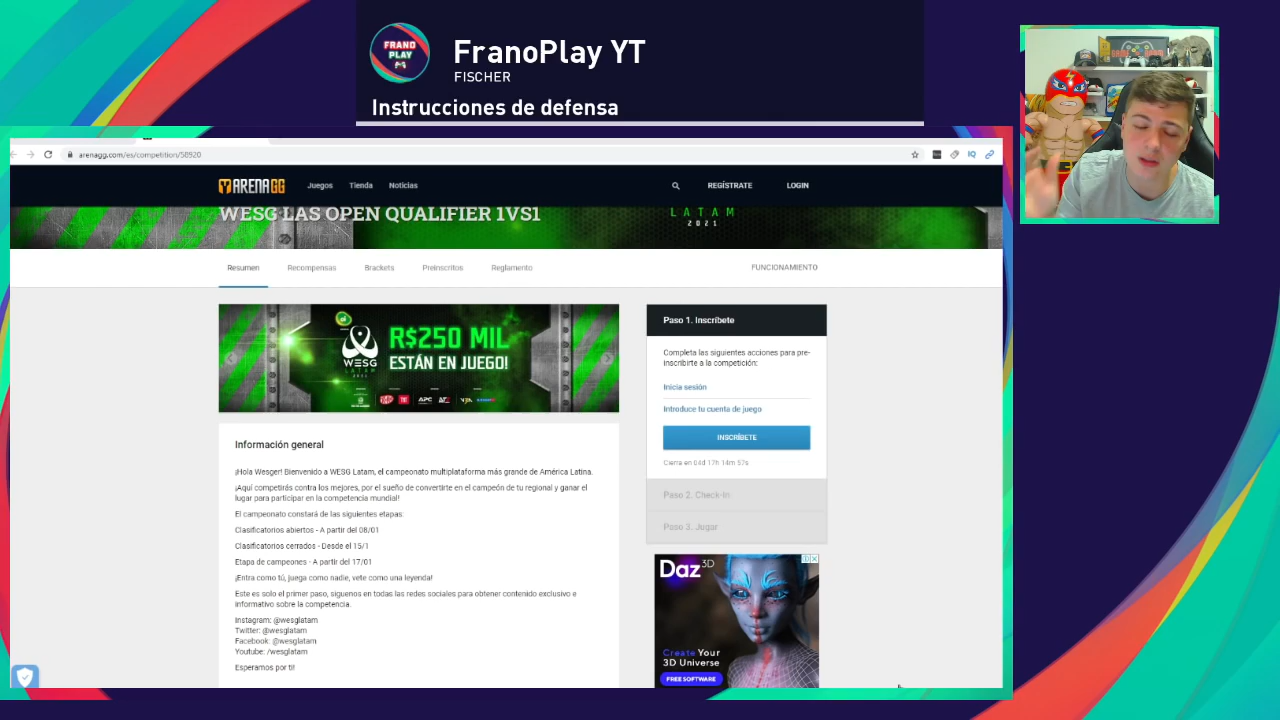 FRANO
PLAY
FranoPlay YT
FISCHER
Instrucciones de defensa
arenagg.com/es/competition/58920
IQ
ARENAGG
Juegos
Tienda
Noticias
REGÍSTRATE
LOGIN
WESG LAS OPEN QUALIFIER 1VS1
LATAM
2021
Resumen
Recompensas
Brackets
Preinscritos
Reglamento
FUNCIONAMIENTO
WESG
LATAM
2021
R$250 MIL
ESTÁN EN JUEGO!
APC
Paso 1. Inscríbete
Completa las siguientes acciones para pre-
inscribirte a la competición:
Inicia sesión
Introduce tu cuenta de juego
INSCRÍBETE
Cierra en 04d 17h 14m 57s
Paso 2. Check-In
Paso 3. Jugar
Información general
¡Hola Wesger! Bienvenido a WESG Latam, el campeonato multiplataforma más grande de América Latina.
¡Aquí competirás contra los mejores, por el sueño de convertirte en el campeón de tu regional y ganar el
lugar para participar en la competencia mundial!
El campeonato constará de las siguientes etapas:
Clasificatorios abiertos - A partir del 08/01
Clasificatorios cerrados - Desde el 15/1
Etapa de campeones - A partir del 17/01
¡Entra como tú, juega como nadie, vete como una leyenda!
Este es solo el primer paso, síguenos en todas las redes sociales para obtener contenido exclusivo e
informativo sobre la competencia.
Instagram: @wesglatam
Twitter: @wesglatam
Facebook: @wesglatam
Youtube: /wesglatam
Esperamos por ti!
Daz 3D
Create Your
3D Universe
FREE SOFTWARE